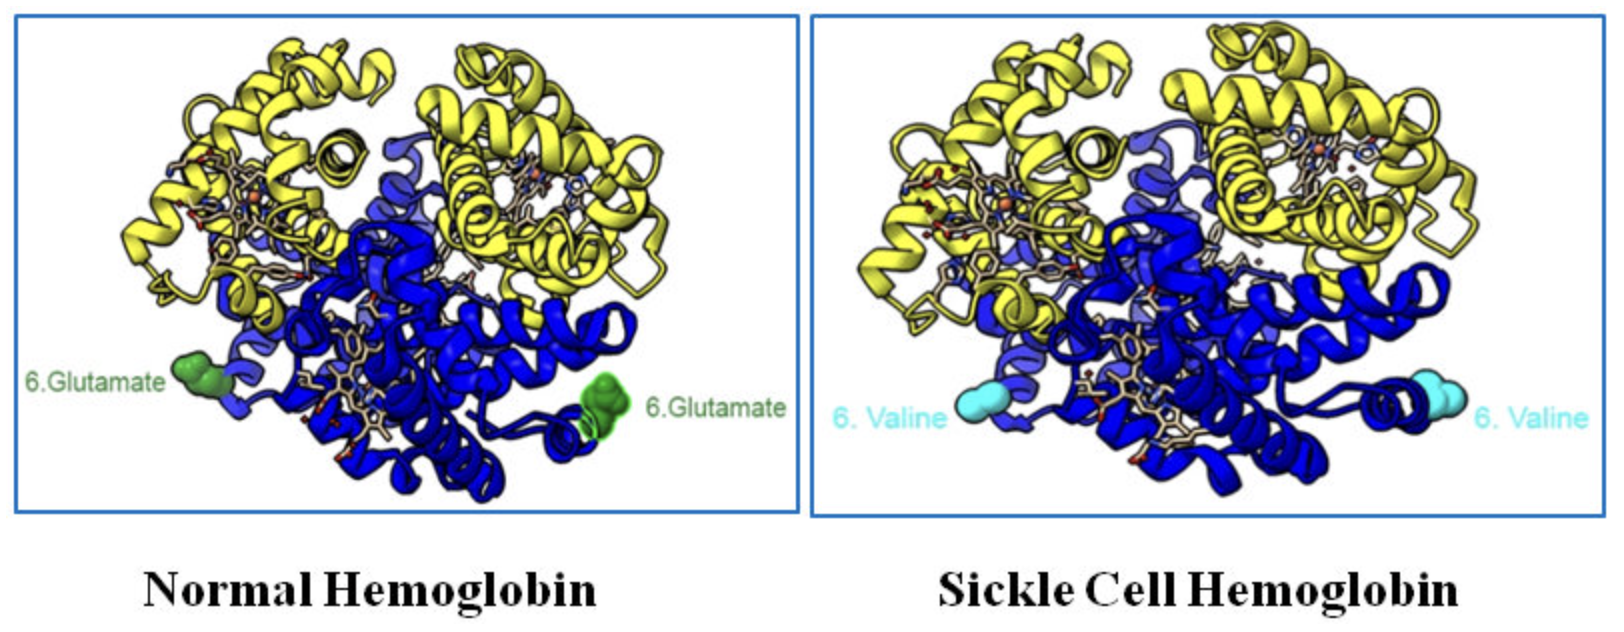 6.Glutamate
6.Glutamate
6. Valine
6. Valine
Normal Hemoglobin
Sickle Cell Hemoglobin